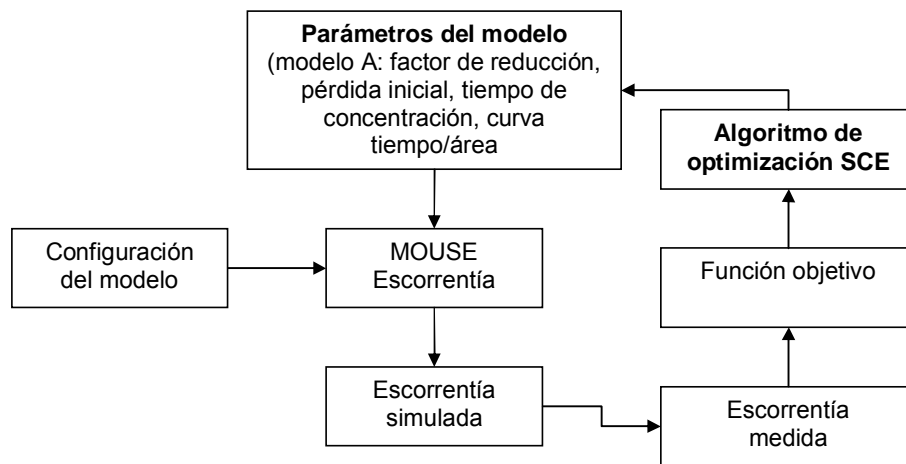 Parámetros del modelo
(modelo A: factor de reducción,
pérdida inicial, tiempo de
concentración, curva
tiempo/área
Algoritmo de
optimización SCE
Configuración
del modelo
MOUSE
Escorrentía
Función objetivo
Escorrentía
simulada
Escorrentía
medida